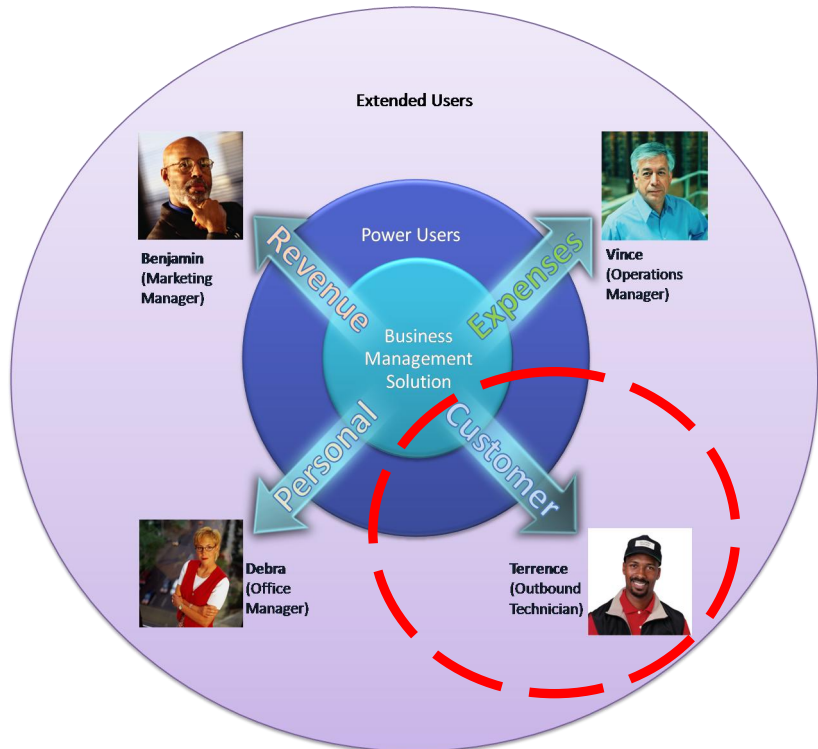 Extended Users
Benjamin
(Marketing
Manager)
Power Users
Vince
(Operations
Manager)
Revenue
Expenses
Business
Management
Solution
Personal
Customer
Debra
(Office
Manager)
Terrence
(Outbound
Technician)